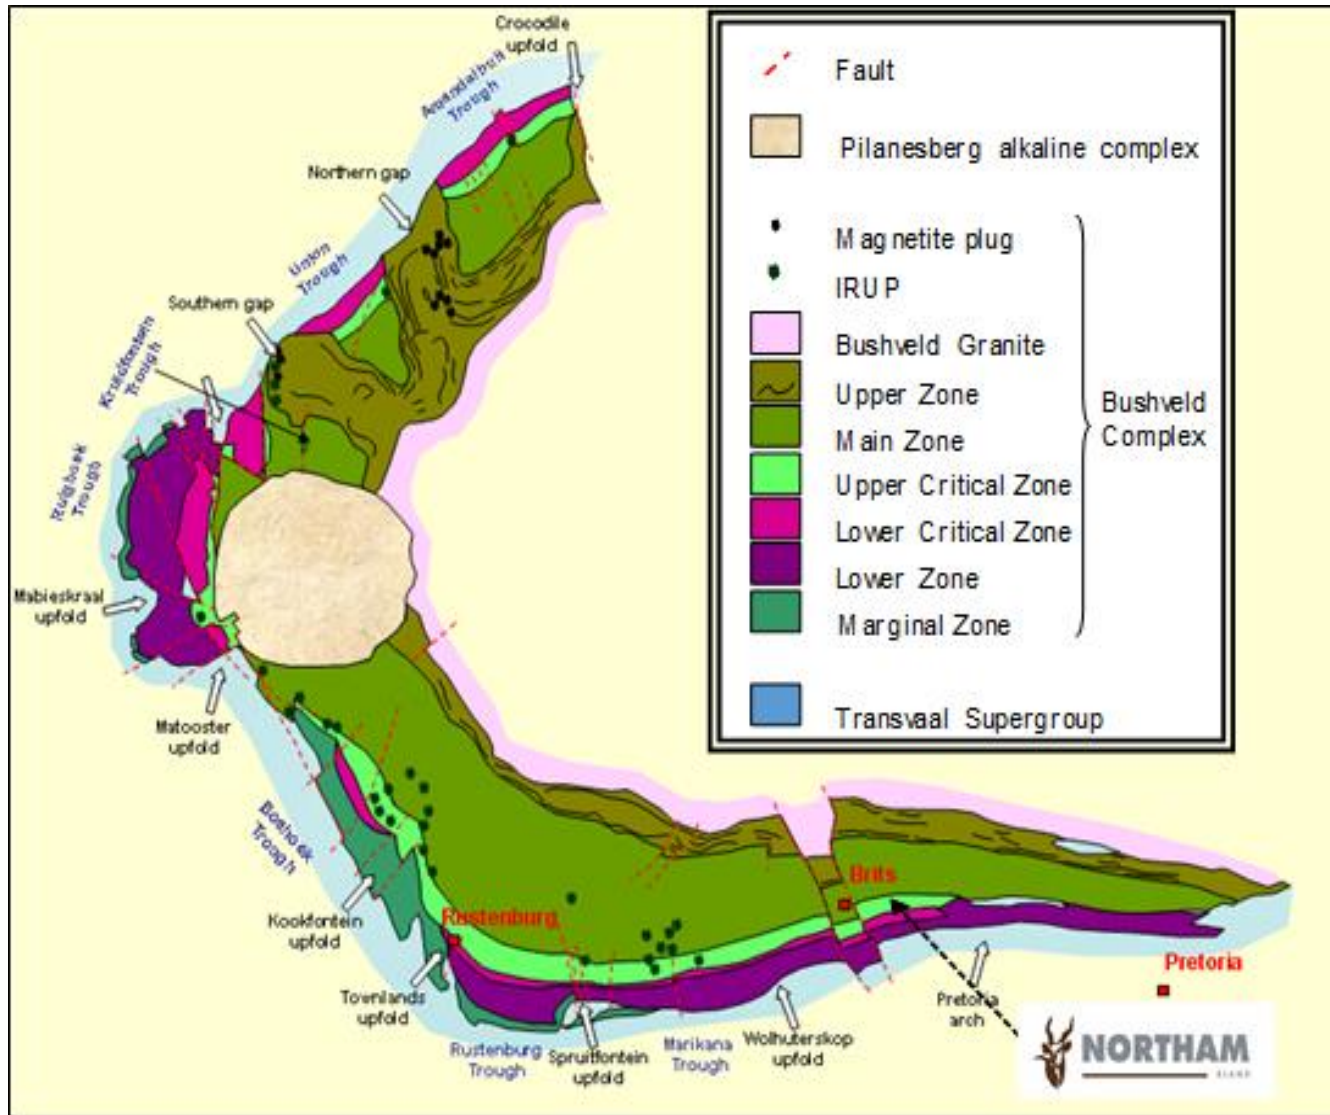 Crocodile
upfold
Amandalbult
Trough
Northern gap
Union
Trough
Southern gap
Trough
Ruighoek
Trough
Mabieskraal
upfold
Matooster
upfold
Boshoek
Trough
Kookfontein
upfold
Rustenburg
Townlands
upfold
Rustenburg
Trough
Spruitfontein
upfold
Marikana
Trough
Wolhuterskop
upfold
Brits
Pretoria
arch
Pretoria
NORTHAM
ELAND
Fault
Pilanesberg alkaline complex
Magnetite plug
IRUP
Bushveld Granite
Upper Zone
Main Zone
Upper Critical Zone
Lower Critical Zone
Lower Zone
Marginal Zone
Bushveld
Complex
Transvaal Supergroup